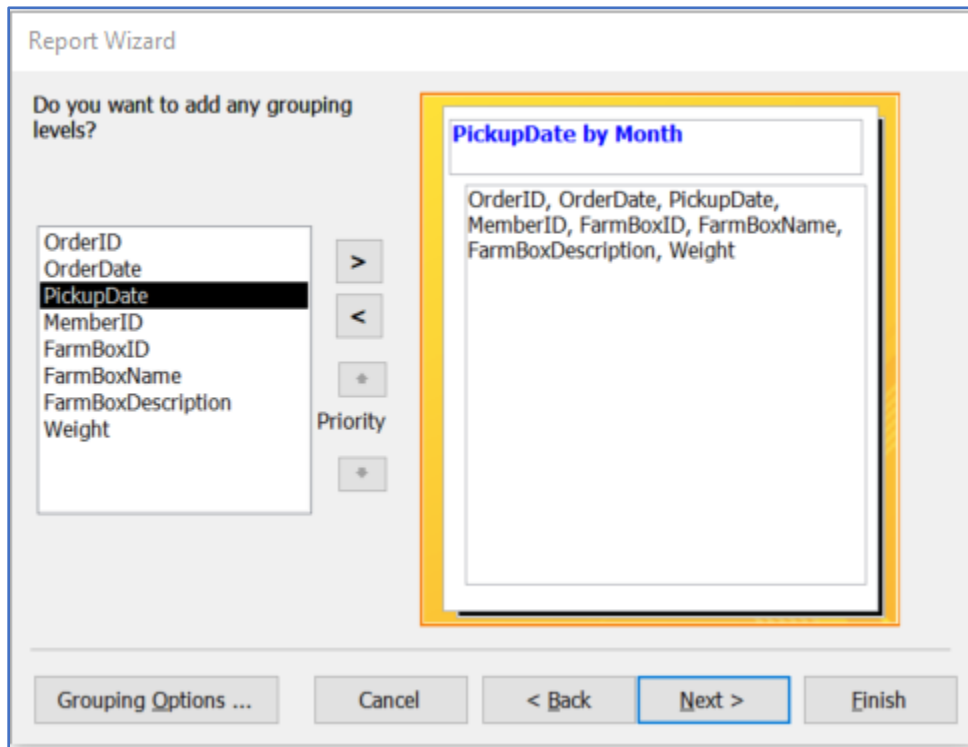 Report Wizard
Do you want to add any grouping
levels?
OrderID
OrderDate
PickupDate
MemberID
FarmBoxID
FarmBoxName
FarmBoxDescription
Weight
>
<
Priority
PickupDate by Month
OrderID, OrderDate, PickupDate,
MemberID, FarmBoxID, FarmBoxName,
FarmBoxDescription, Weight
Grouping Options ...
Cancel
< Back
Next >
Finish